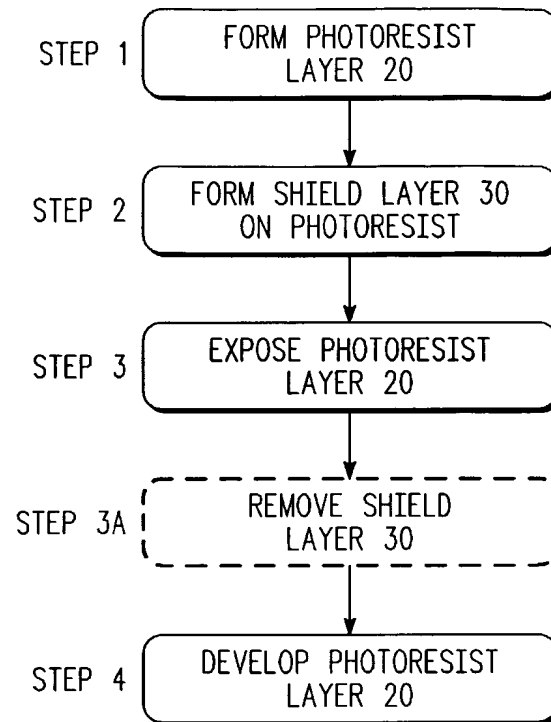 STEP 1
FORM PHOTORESIST
LAYER 20
STEP 2
FORM SHIELD LAYER 30
ON PHOTORESIST
STEP 3
EXPOSE PHOTORESIST
LAYER 20
STEP 3A
REMOVE SHIELD
LAYER 30
STEP 4
DEVELOP PHOTORESIST
LAYER 20